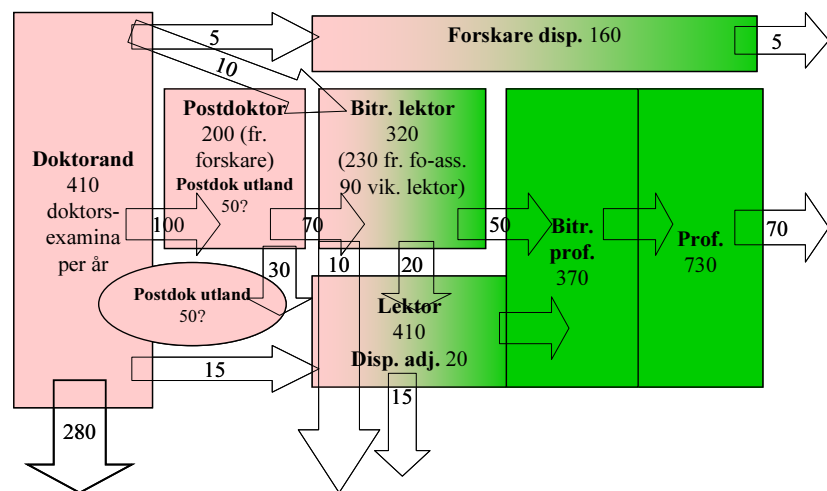 5
Forskare disp. 160
5
10
Doktorand
410
doktors-
examina
per år
Postdoktor
200 (fr.
forskare)
Postdok utland
50?
Bitr. lektor
320
(230 fr. fo-ass.
90 vik. lektor)
100
70
50
Bitr.
prof.
370
Prof.
730
70
30
10
20
Postdok utland
50?
Lektor
410
Disp. adj. 20
15
15
280